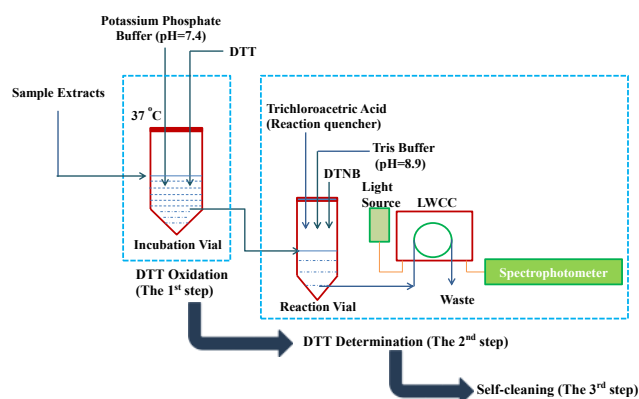 Potassium Phosphate
Buffer (pH=7.4)
DTT
Sample Extracts
37 °C
Incubation Vial
DTT Oxidation
(The 1st step)
Trichloroacetric Acid
(Reaction quencher)
Tris Buffer
(pH=8.9)
DTNB
Light
Source
LWCC
Spectrophotometer
Waste
Reaction Vial
DTT Determination (The 2nd step)
Self-cleaning (The 3rd step)